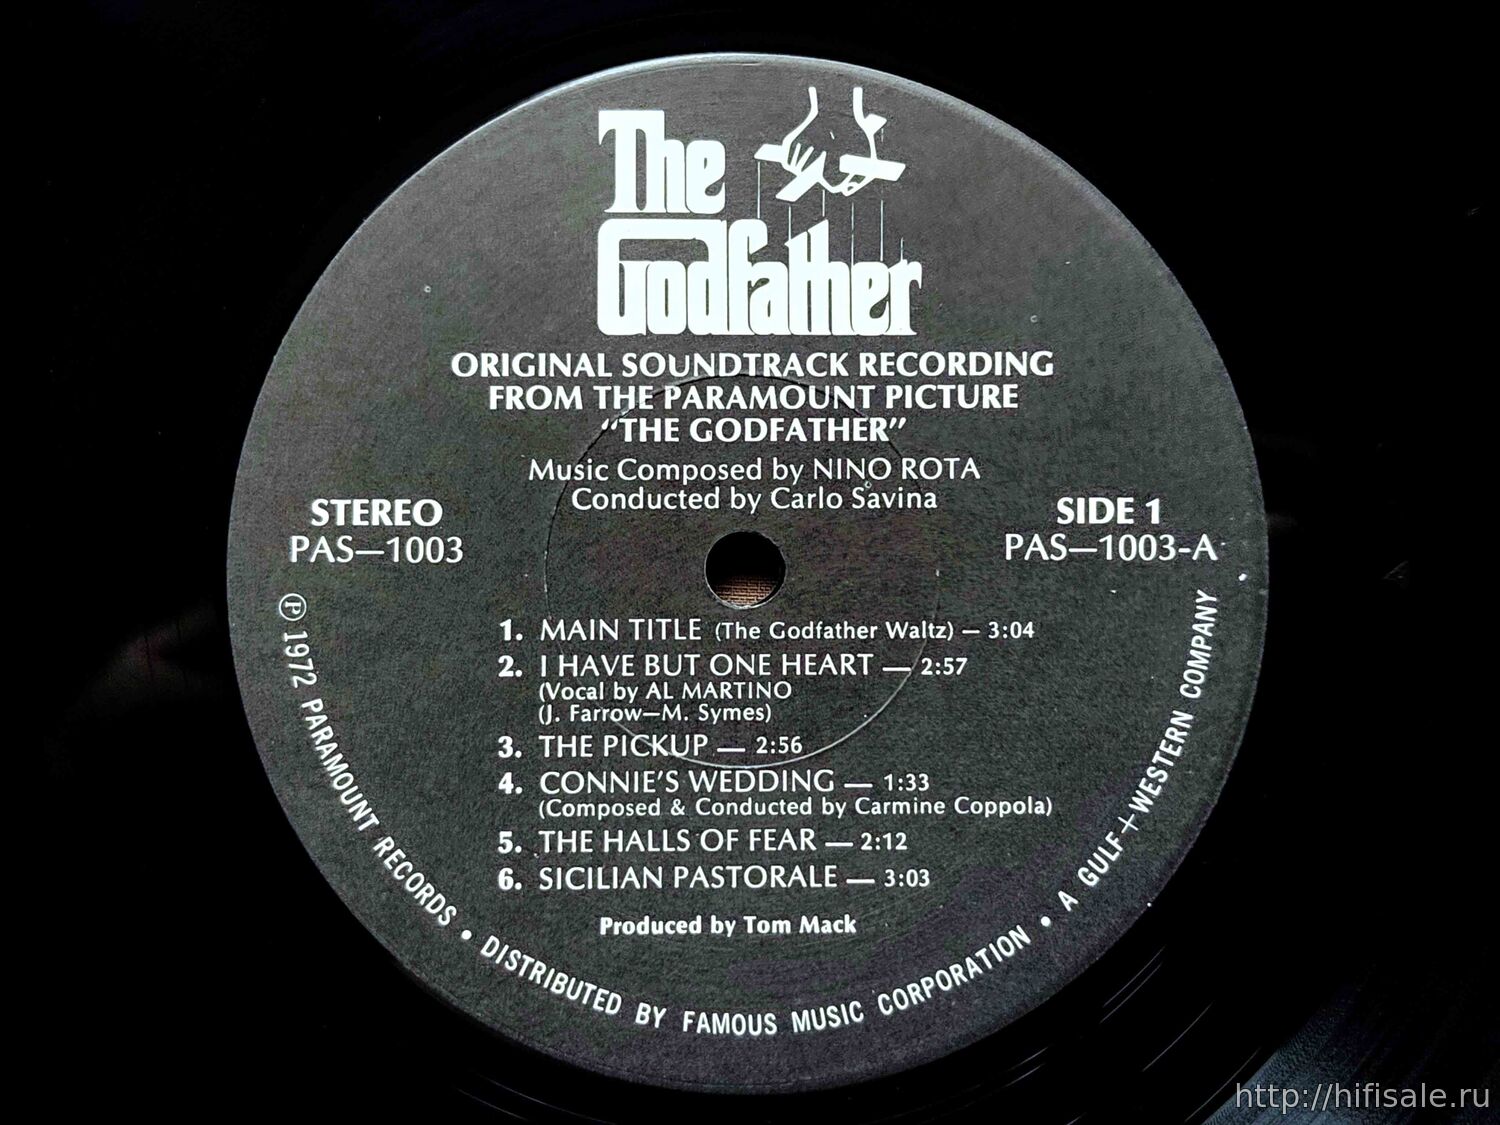 The
Godfather
ORIGINAL SOUNDTRACK RECORDING
FROM THE PARAMOUNT PICTURE
“THE GODFATHER”
Music Composed by NINO ROTA
Conducted by Carlo Savina
STEREO
PAS—1003
SIDE 1
PAS—1003-A
1. MAIN TITLE (The Godfather Waltz) — 3:04
2. I HAVE BUT ONE HEART — 2:57
(Vocal by AL MARTINO
(J. Farrow—M. Symes)
3. THE PICKUP — 2:56
4. CONNIE’S WEDDING — 1:33
(Composed & Conducted by Carmine Coppola)
5. THE HALLS OF FEAR — 2:12
6. SICILIAN PASTORALE — 3:03
Produced by Tom Mack
℗ 1972 PARAMOUNT RECORDS • DISTRIBUTED BY FAMOUS MUSIC CORPORATION • A GULF+WESTERN COMPANY
http://hifisale.ru